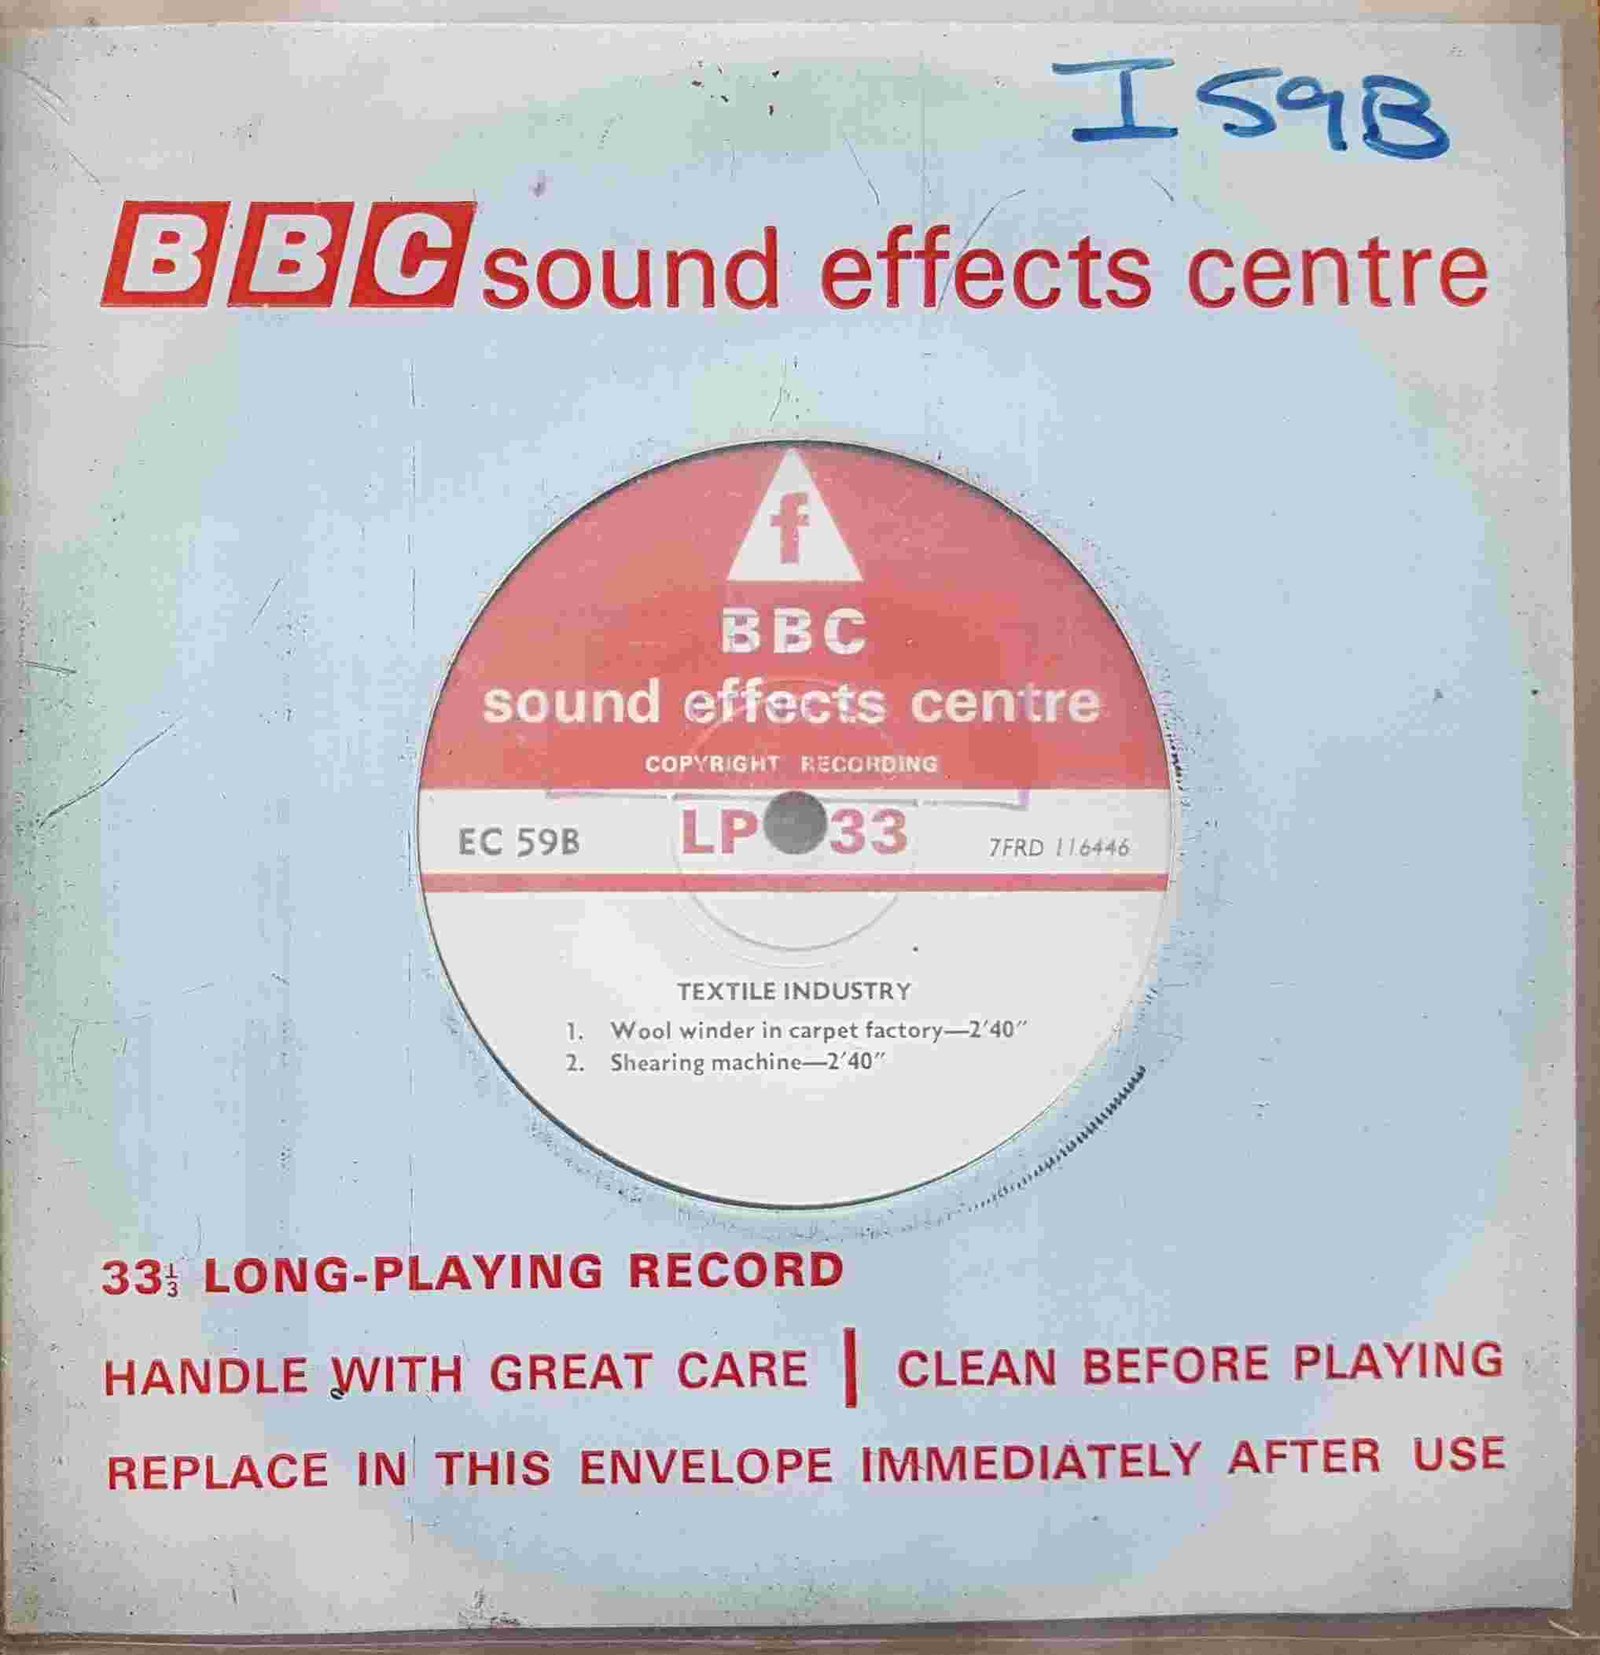 I 59B
BBC sound effects centre
f
BBC
sound effects centre
COPYRIGHT RECORDING
EC 59B LP 33 7FRD 116446
TEXTILE INDUSTRY
1. Wool winder in carpet factory—2′40″
2. Shearing machine—2′40″
33⅓ LONG-PLAYING RECORD
HANDLE WITH GREAT CARE | CLEAN BEFORE PLAYING
REPLACE IN THIS ENVELOPE IMMEDIATELY AFTER USE